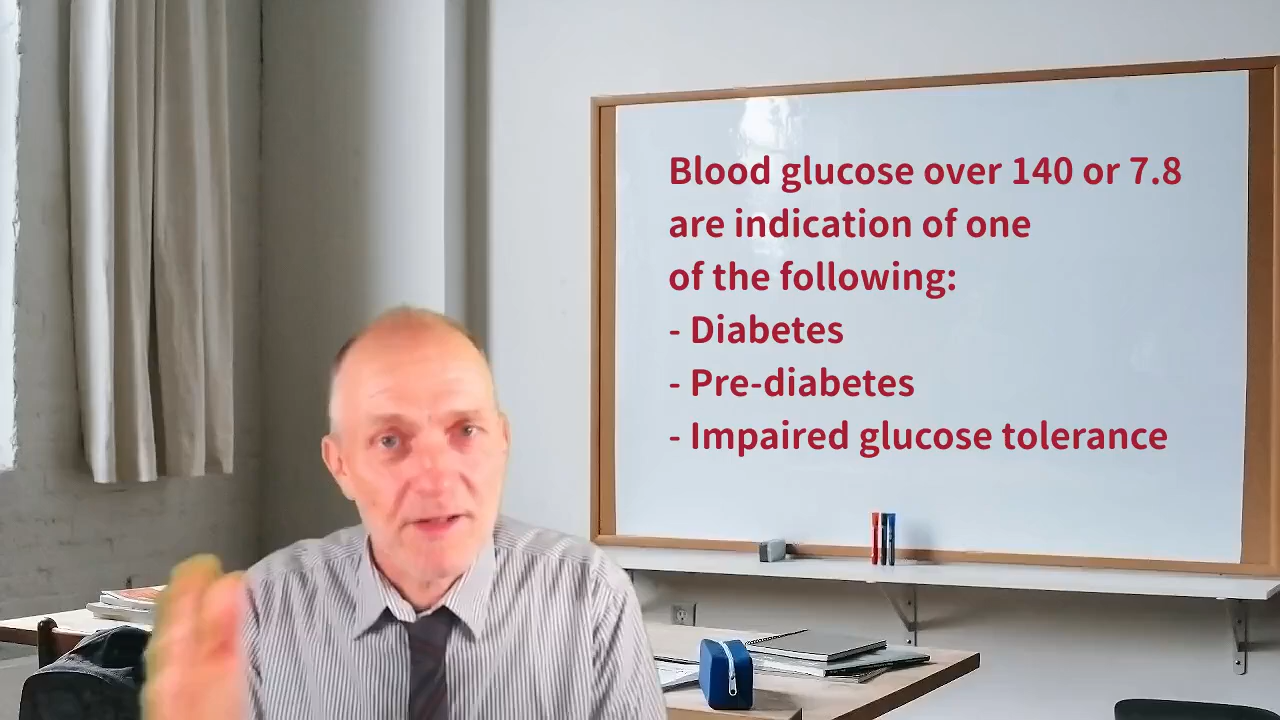 Blood glucose over 140 or 7.8
are indication of one
of the following:
- Diabetes
- Pre-diabetes
- Impaired glucose tolerance